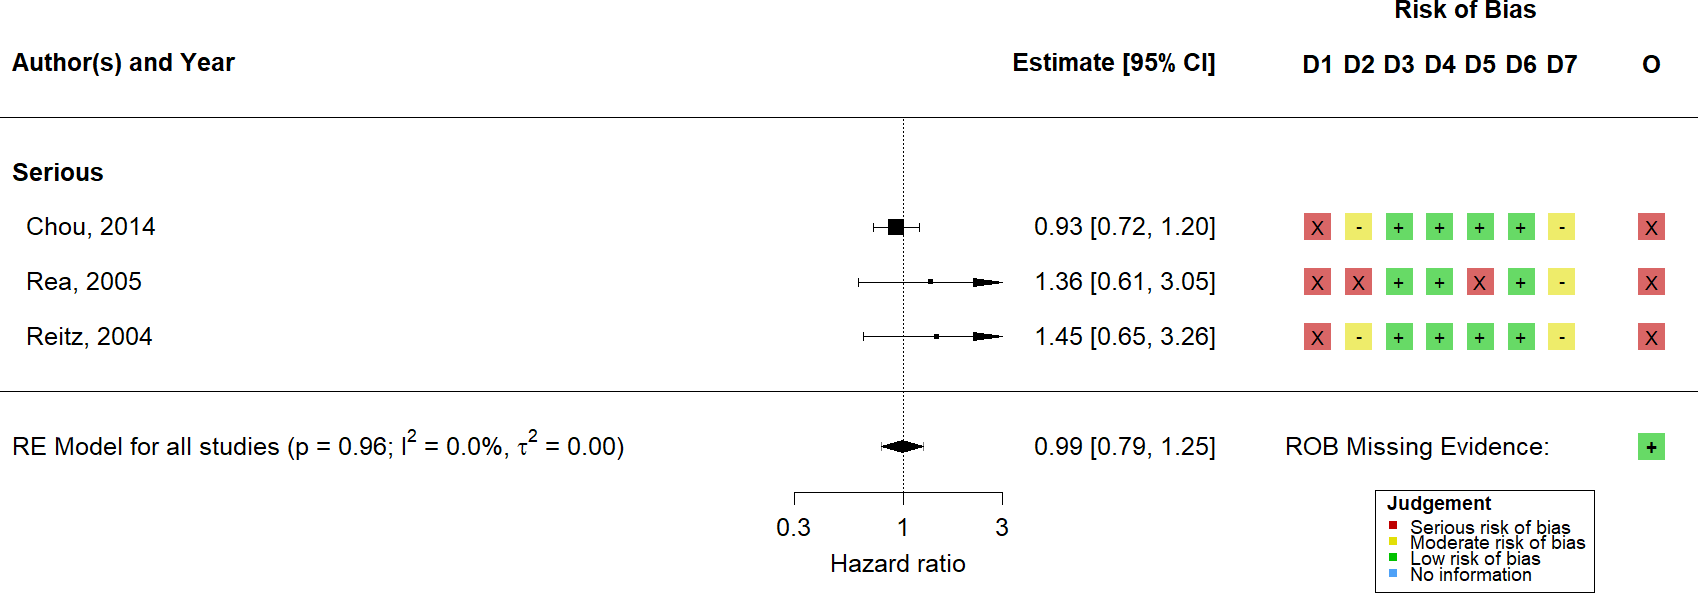 Risk of Bias
Author(s) and Year Estimate [95% CI] D1 D2 D3 D4 D5 D6 D7 O
Serious
Chou, 2014 0.93 [0.72, 1.20] X - + + + + - X
Rea, 2005 1.36 [0.61, 3.05] X X + + X + - X
Reitz, 2004 1.45 [0.65, 3.26] X - + + + + - X
RE Model for all studies (p = 0.96; I² = 0.0%, τ² = 0.00) 0.99 [0.79, 1.25] ROB Missing Evidence: +
0.3 1 3
Hazard ratio
Judgement
Serious risk of bias
Moderate risk of bias
Low risk of bias
No information